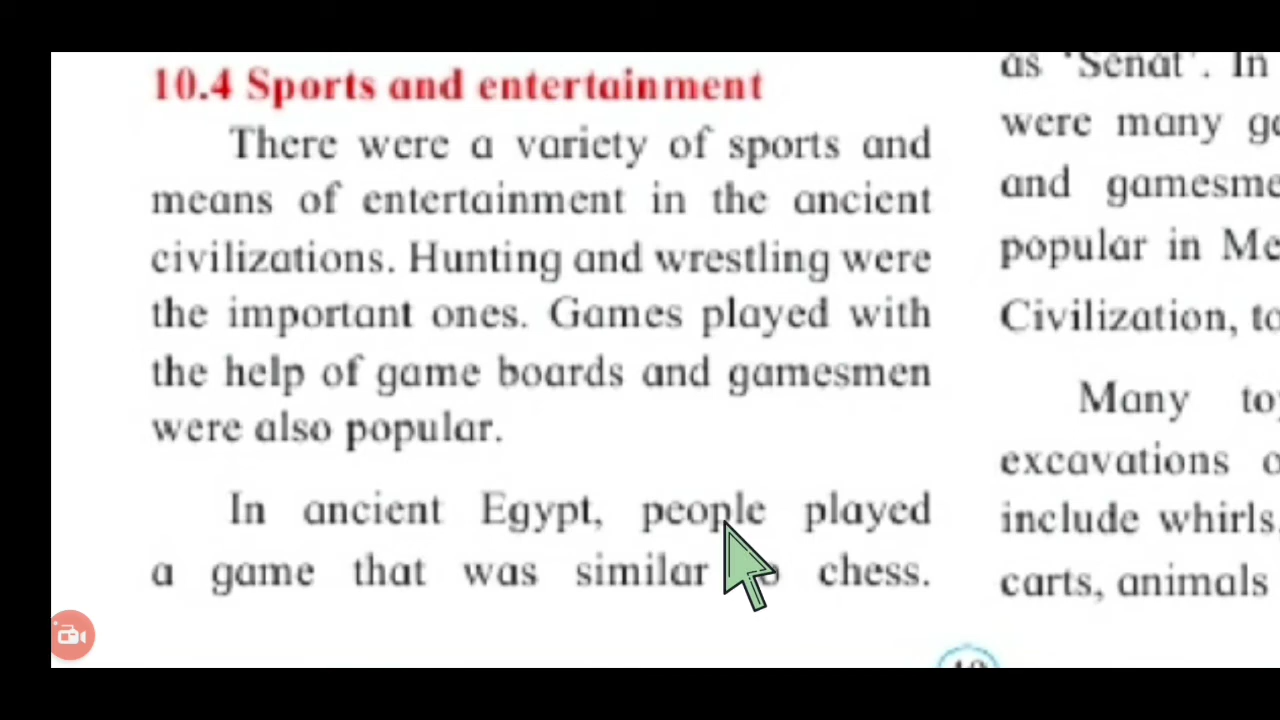 10.4 Sports and entertainment
There were a variety of sports and
means of entertainment in the ancient
civilizations. Hunting and wrestling were
the important ones. Games played with
the help of game boards and gamesmen
were also popular.
In ancient Egypt, people played
a game that was similar chess.
as 'Senat'. In
were many
and
popular in
Civilization,
Many
excavations
include whirls,
carts, animals